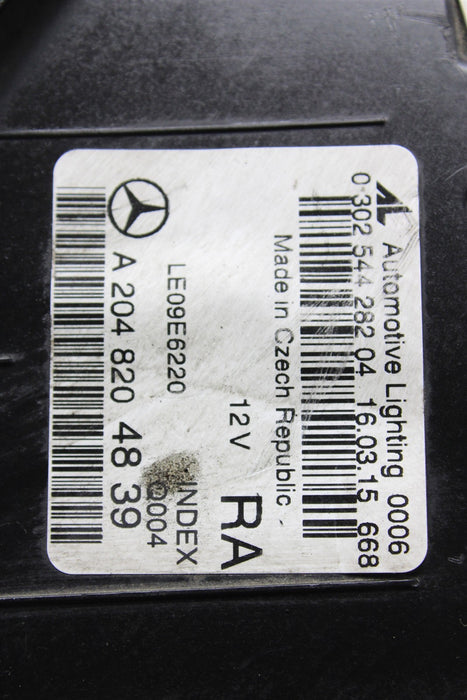 AL Automotive Lighting 0006
0 302 544 282 04 16.03.15 668
Made in Czech Republic
12V RA
LE09E6220 INDEX
0004
A 204 820 48 39